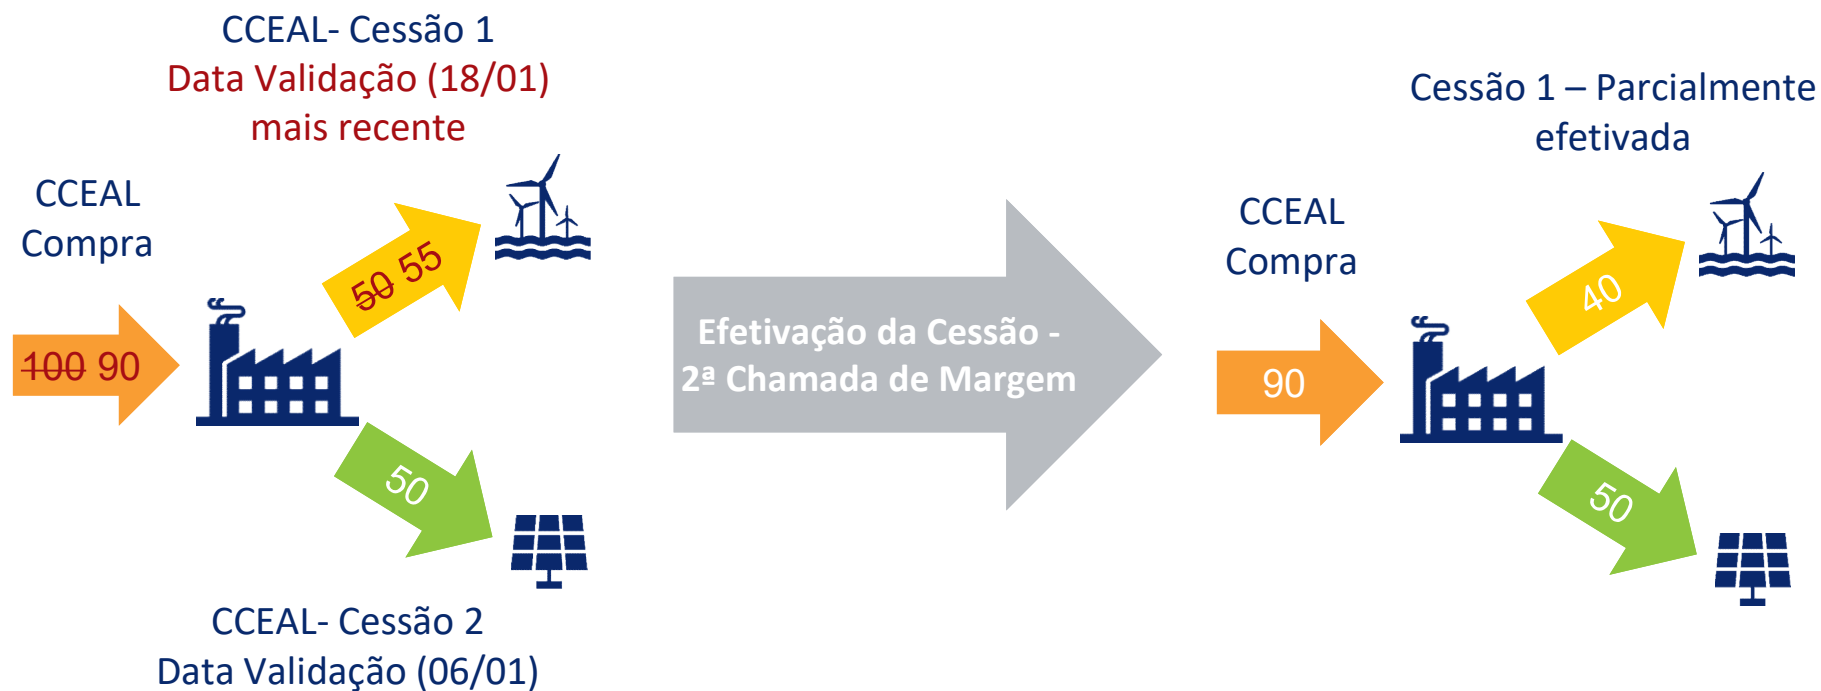 CCEAL- Cessão 1
Data Validação (18/01)
mais recente
CCEAL
Compra
50 55
100 90
50
CCEAL- Cessão 2
Data Validação (06/01)
Efetivação da Cessão -
2ª Chamada de Margem
Cessão 1 – Parcialmente
efetivada
CCEAL
Compra
40
90
50